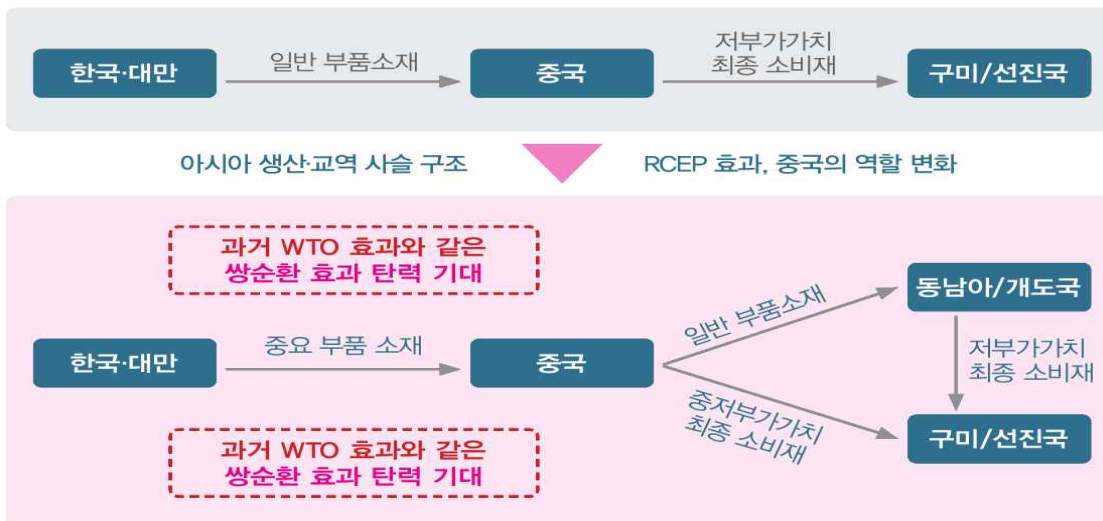 한국·대만
일반 부품소재
중국
저부가가치
최종 소비재
구미/선진국
아시아 생산·교역 사슬 구조
RCEP 효과, 중국의 역할 변화
과거 WTO 효과와 같은
쌍순환 효과 탄력 기대
한국·대만
중요 부품 소재
중국
일반 부품소재
동남아/개도국
저부가가치
최종 소비재
중저부가가치
최종 소비재
구미/선진국
과거 WTO 효과와 같은
쌍순환 효과 탄력 기대